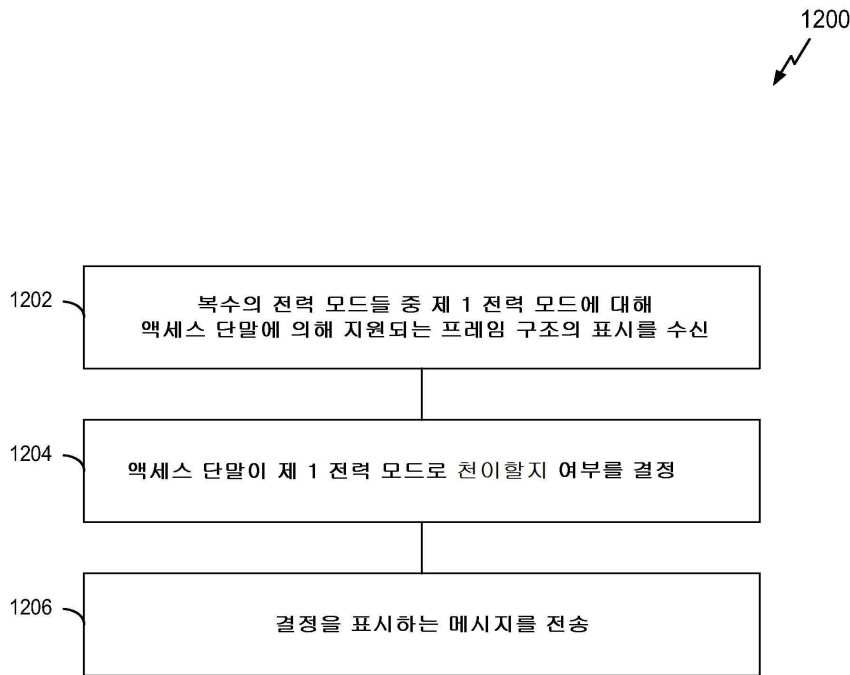 1200
1202
복수의 전력 모드들 중 제 1 전력 모드에 대해
액세스 단말에 의해 지원되는 프레임 구조의 표시를 수신
1204
액세스 단말이 제 1 전력 모드로 천이할지 여부를 결정
1206
결정을 표시하는 메시지를 전송